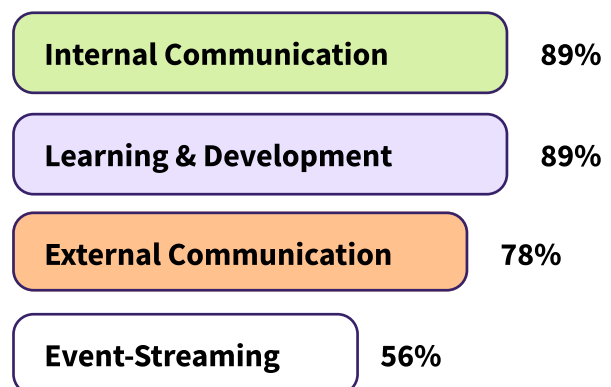 Internal Communication 89%
Learning & Development 89%
External Communication 78%
Event-Streaming 56%